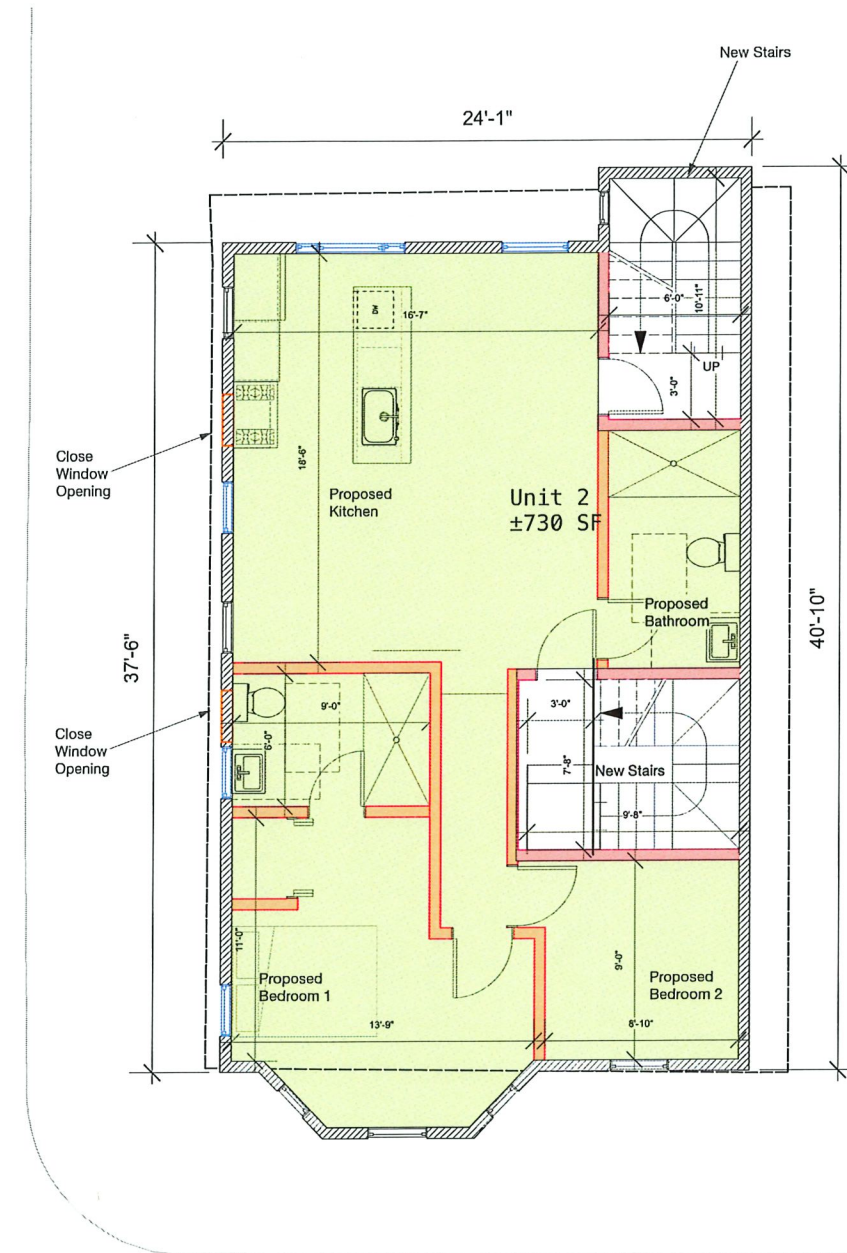 New Stairs
24'-1"
DW
16'-7"
6'-0"
10'-11"
UP
3'-0"
Close
Window
Opening
18'-6"
Proposed
Kitchen
Unit 2
±730 SF
Proposed
Bathroom
37'-6"
40'-10"
9'-0"
3'-0"
6'-0"
Close
Window
Opening
7'-8"
New Stairs
9'-8"
11'-0"
9'-0"
Proposed
Bedroom 1
Proposed
Bedroom 2
13'-9"
8'-10"